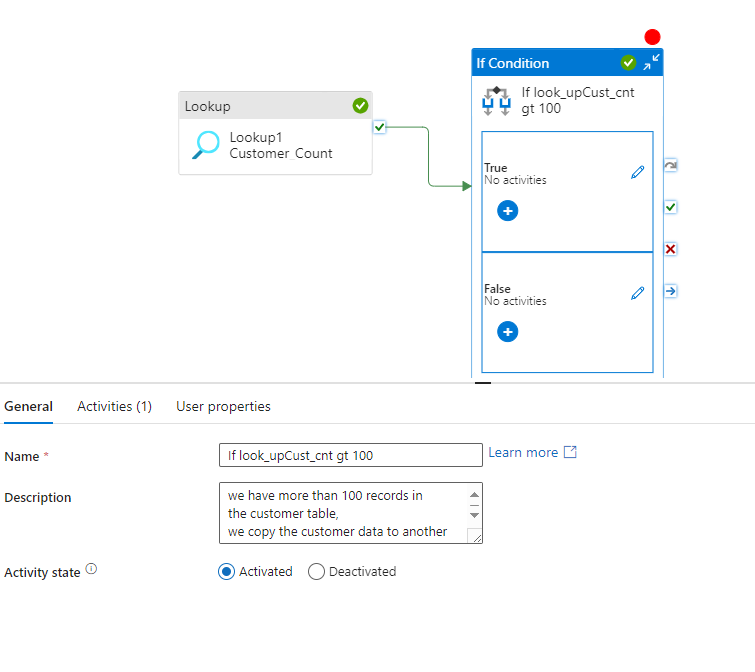 If Condition
If look_upCust_cnt
gt 100
Lookup
Lookup1
Customer_Count
True
No activities
False
No activities
General
Activities (1)
User properties
Name *
If look_upCust_cnt gt 100
Learn more
Description
we have more than 100 records in
the customer table,
we copy the customer data to another
Activity state
Activated
Deactivated